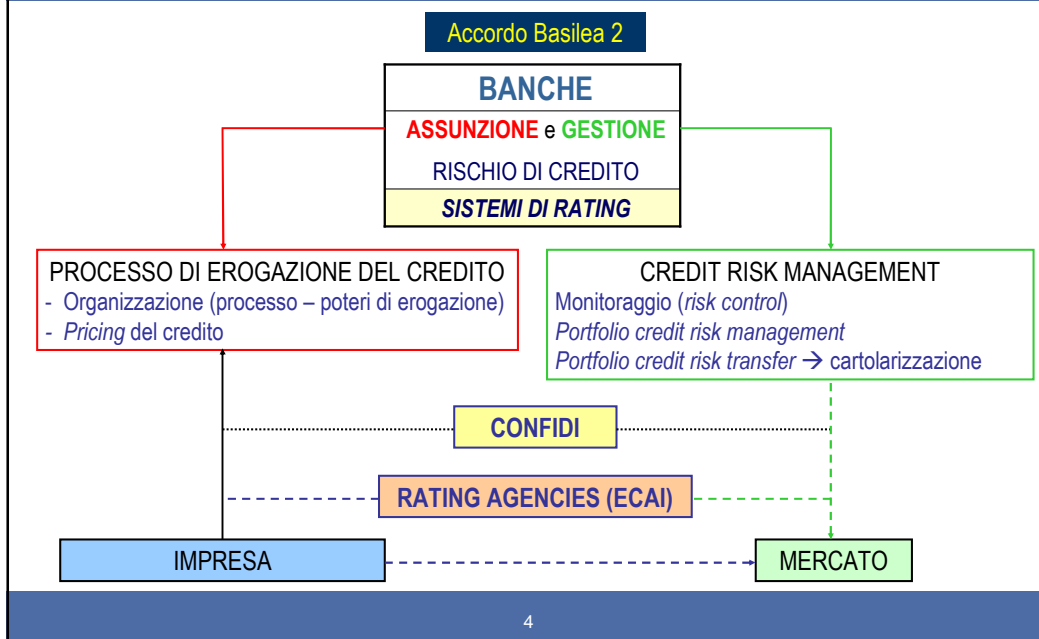 Accordo Basilea 2
BANCHE
ASSUNZIONE e GESTIONE
RISCHIO DI CREDITO
SISTEMI DI RATING
PROCESSO DI EROGAZIONE DEL CREDITO
- Organizzazione (processo – poteri di erogazione)
- Pricing del credito
CREDIT RISK MANAGEMENT
Monitoraggio (risk control)
Portfolio credit risk management
Portfolio credit risk transfer → cartolarizzazione
CONFIDI
RATING AGENCIES (ECAI)
IMPRESA
MERCATO
4